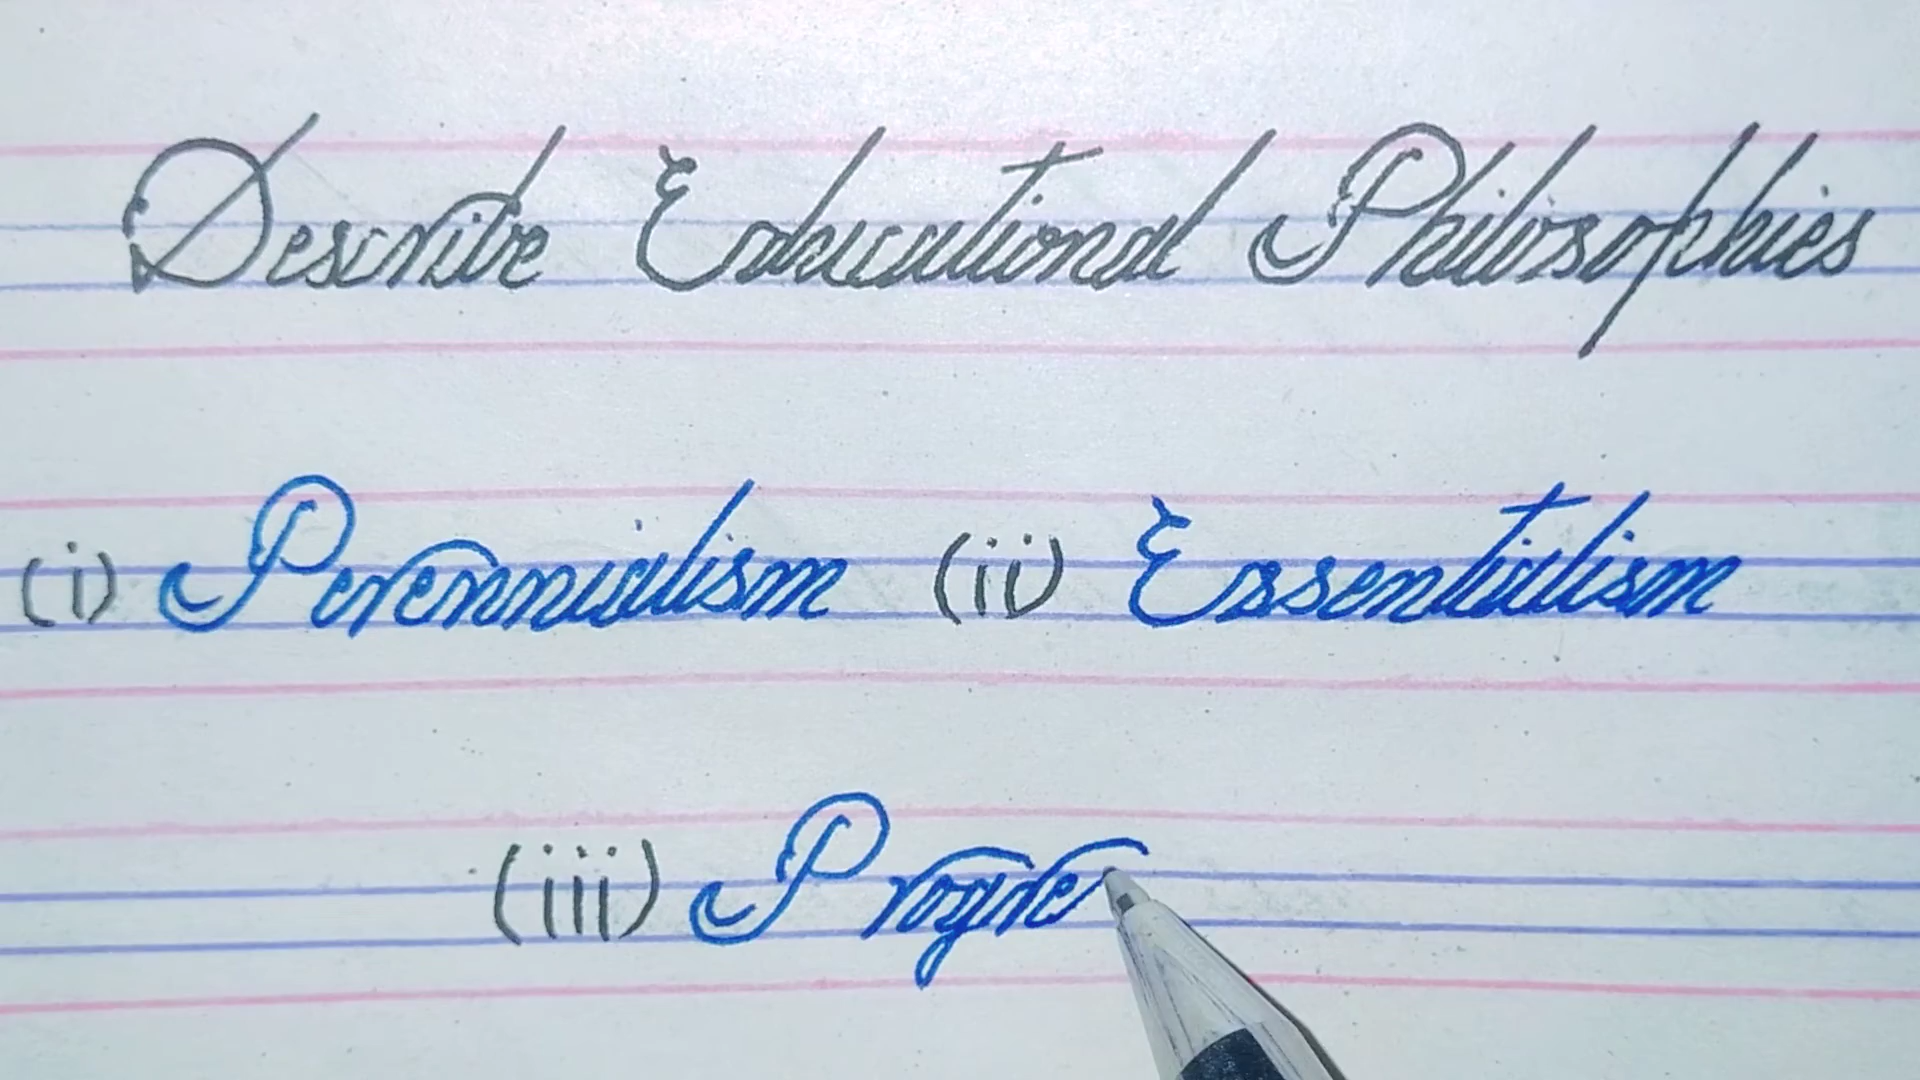 Describe Educational Philosophies
(i) Perennialism (ii) Essentialism
(iii) Progre